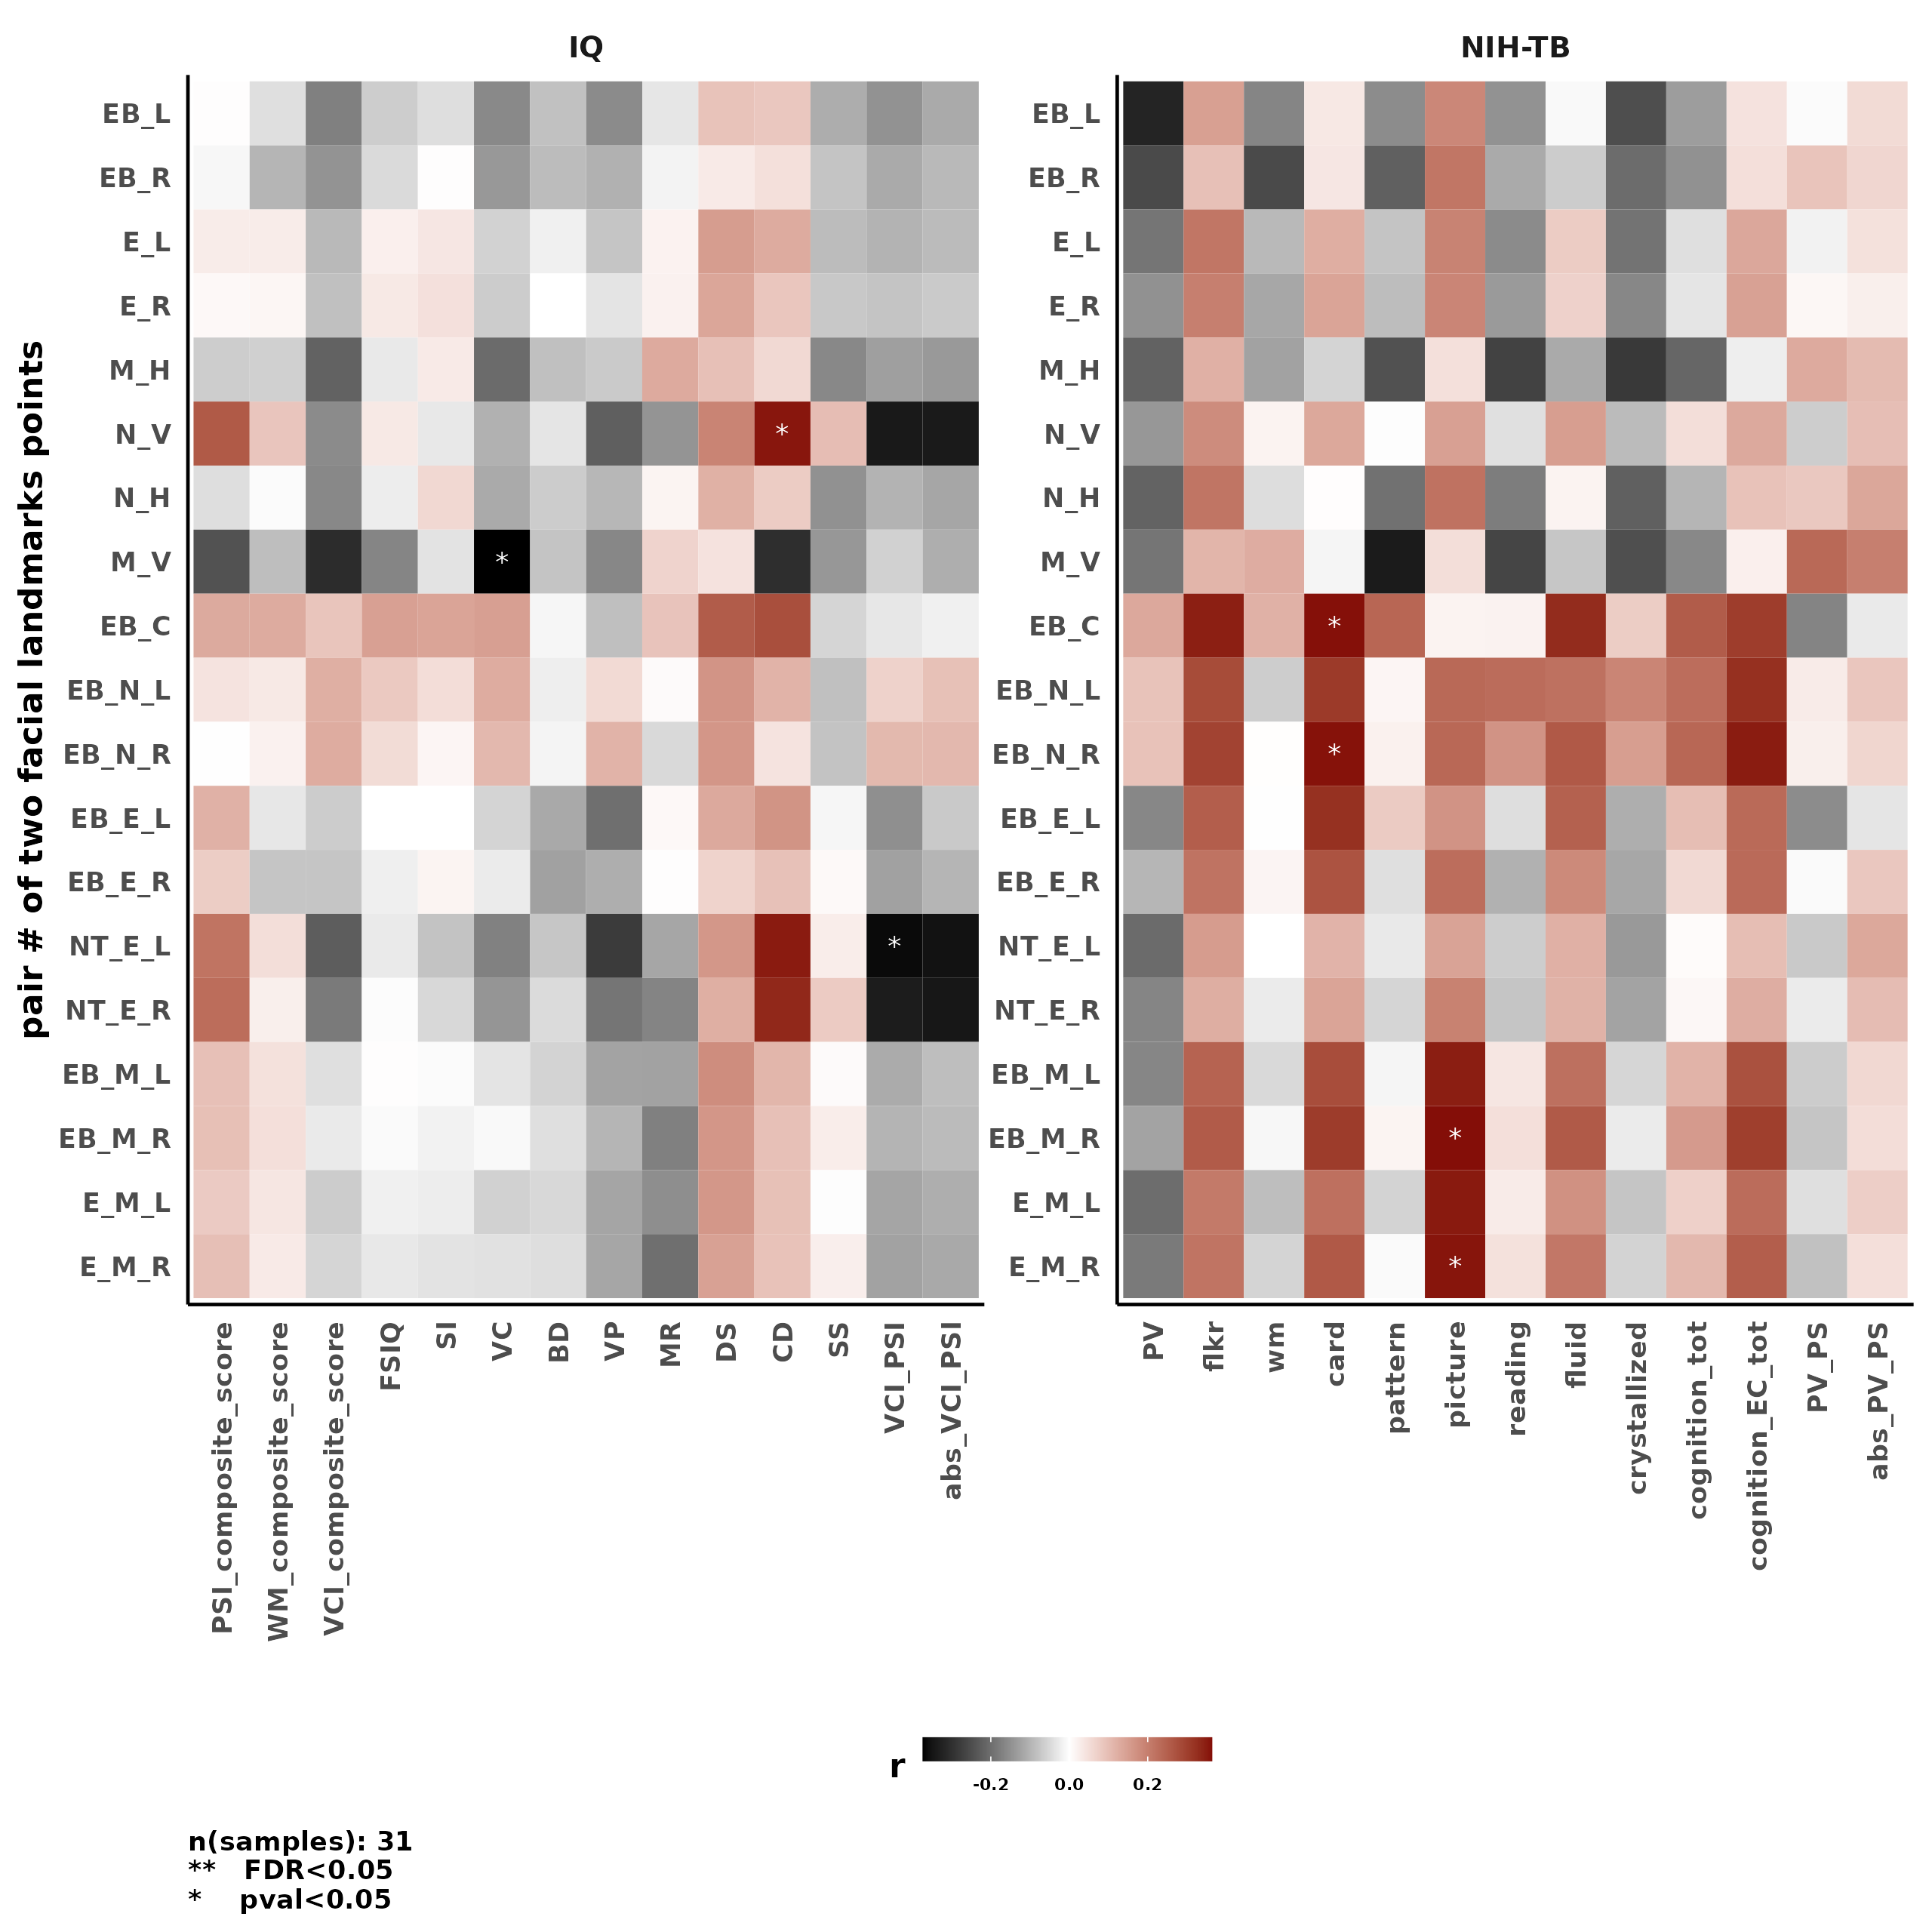 IQ
NIH-TB
pair # of two facial landmarks points
EB_L
EB_R
E_L
E_R
M_H
N_V
N_H
M_V
EB_C
EB_N_L
EB_N_R
EB_E_L
EB_E_R
NT_E_L
NT_E_R
EB_M_L
EB_M_R
E_M_L
E_M_R
*
*
*
PSI_composite_score
WM_composite_score
VCI_composite_score
FSIQ
SI
VC
BD
VP
MR
DS
CD
SS
VCI_PSI
abs_VCI_PSI
EB_L
EB_R
E_L
E_R
M_H
N_V
N_H
M_V
EB_C
EB_N_L
EB_N_R
EB_E_L
EB_E_R
NT_E_L
NT_E_R
EB_M_L
EB_M_R
E_M_L
E_M_R
*
*
*
*
PV
flkr
wm
card
pattern
picture
reading
fluid
crystallized
cognition_tot
cognition_EC_tot
PV_PS
abs_PV_PS
r
-0.2 0.0 0.2
n(samples): 31
** FDR<0.05
* pval<0.05